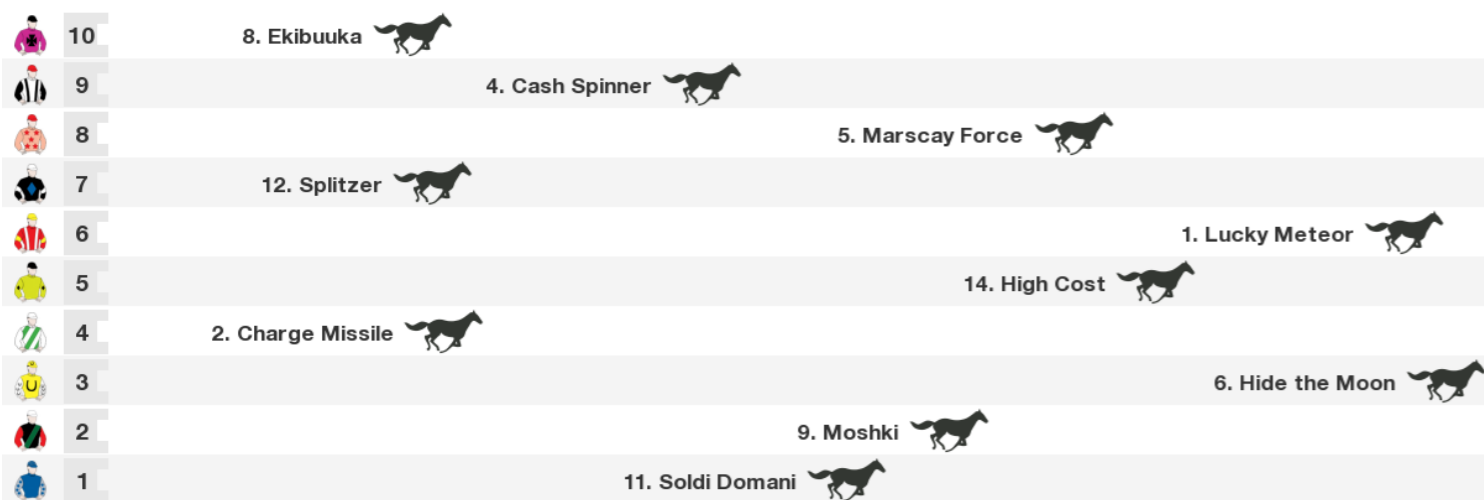 10 8. Ekibuuka
9 4. Cash Spinner
8 5. Marscay Force
7 12. Splitzer
6 1. Lucky Meteor
5 14. High Cost
4 2. Charge Missile
3 U 6. Hide the Moon
2 9. Moshki
1 11. Soldi Domani